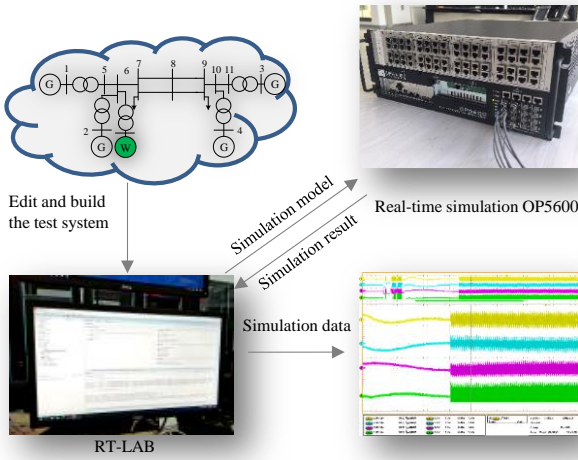 1
5
6
7
8
9
10 11
3
G
G
2
4
G
W
G
Edit and build
the test system
Simulation model
Simulation result
Real-time simulation OP5600
Simulation data
RT-LAB